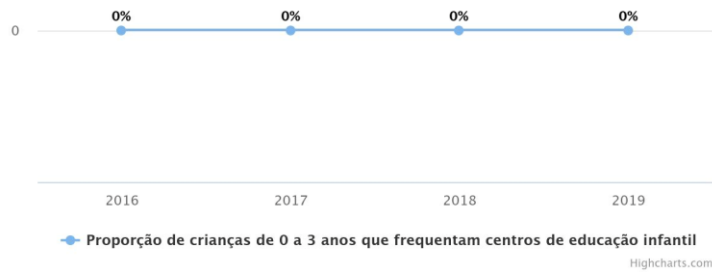 0% 0% 0% 0%
0
2016 2017 2018 2019
Proporção de crianças de 0 a 3 anos que frequentam centros de educação infantil
Highcharts.com